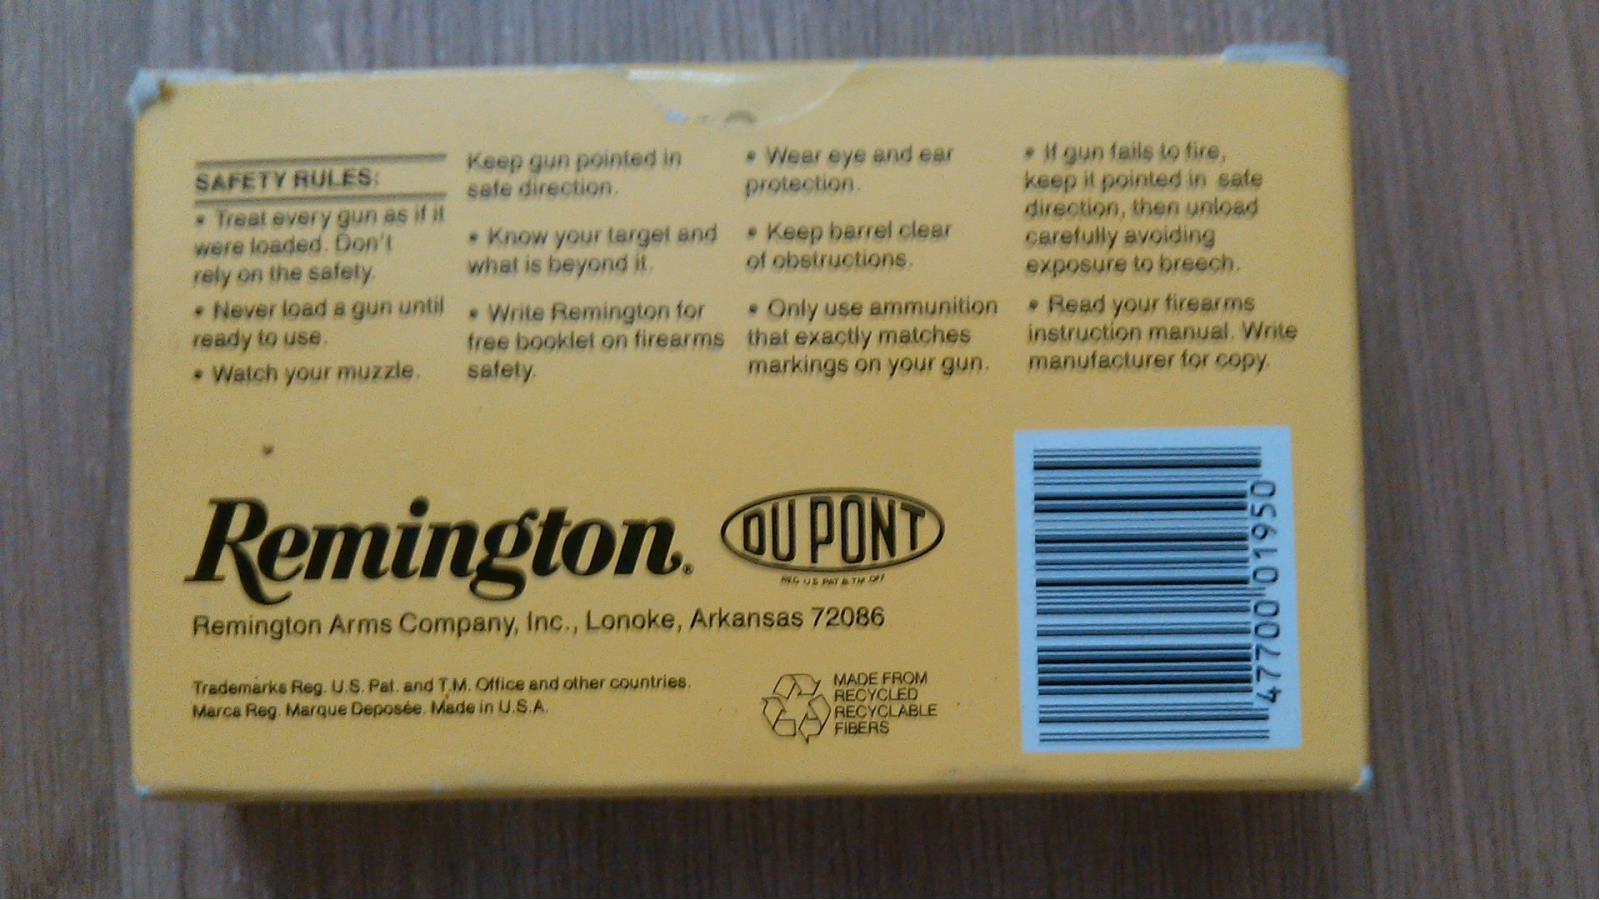 SAFETY RULES:
• Treat every gun as if it
were loaded. Don't
rely on the safety.
• Never load a gun until
ready to use.
• Watch your muzzle.
Keep gun pointed in
safe direction.
• Know your target and
what is beyond it.
• Write Remington for
free booklet on firearms
safety.
• Wear eye and ear
protection.
• Keep barrel clear
of obstructions.
• Only use ammunition
that exactly matches
markings on your gun.
• If gun fails to fire,
keep it pointed in safe
direction, then unload
carefully avoiding
exposure to breech.
• Read your firearms
instruction manual. Write
manufacturer for copy.
Remington®
DU PONT
REG. U.S. PAT. & TM. OFF.
Remington Arms Company, Inc., Lonoke, Arkansas 72086
Trademarks Reg. U.S. Pat. and T.M. Office and other countries.
Marca Reg. Marque Deposée. Made in U.S.A.
MADE FROM
RECYCLED
RECYCLABLE
FIBERS
47700 01950